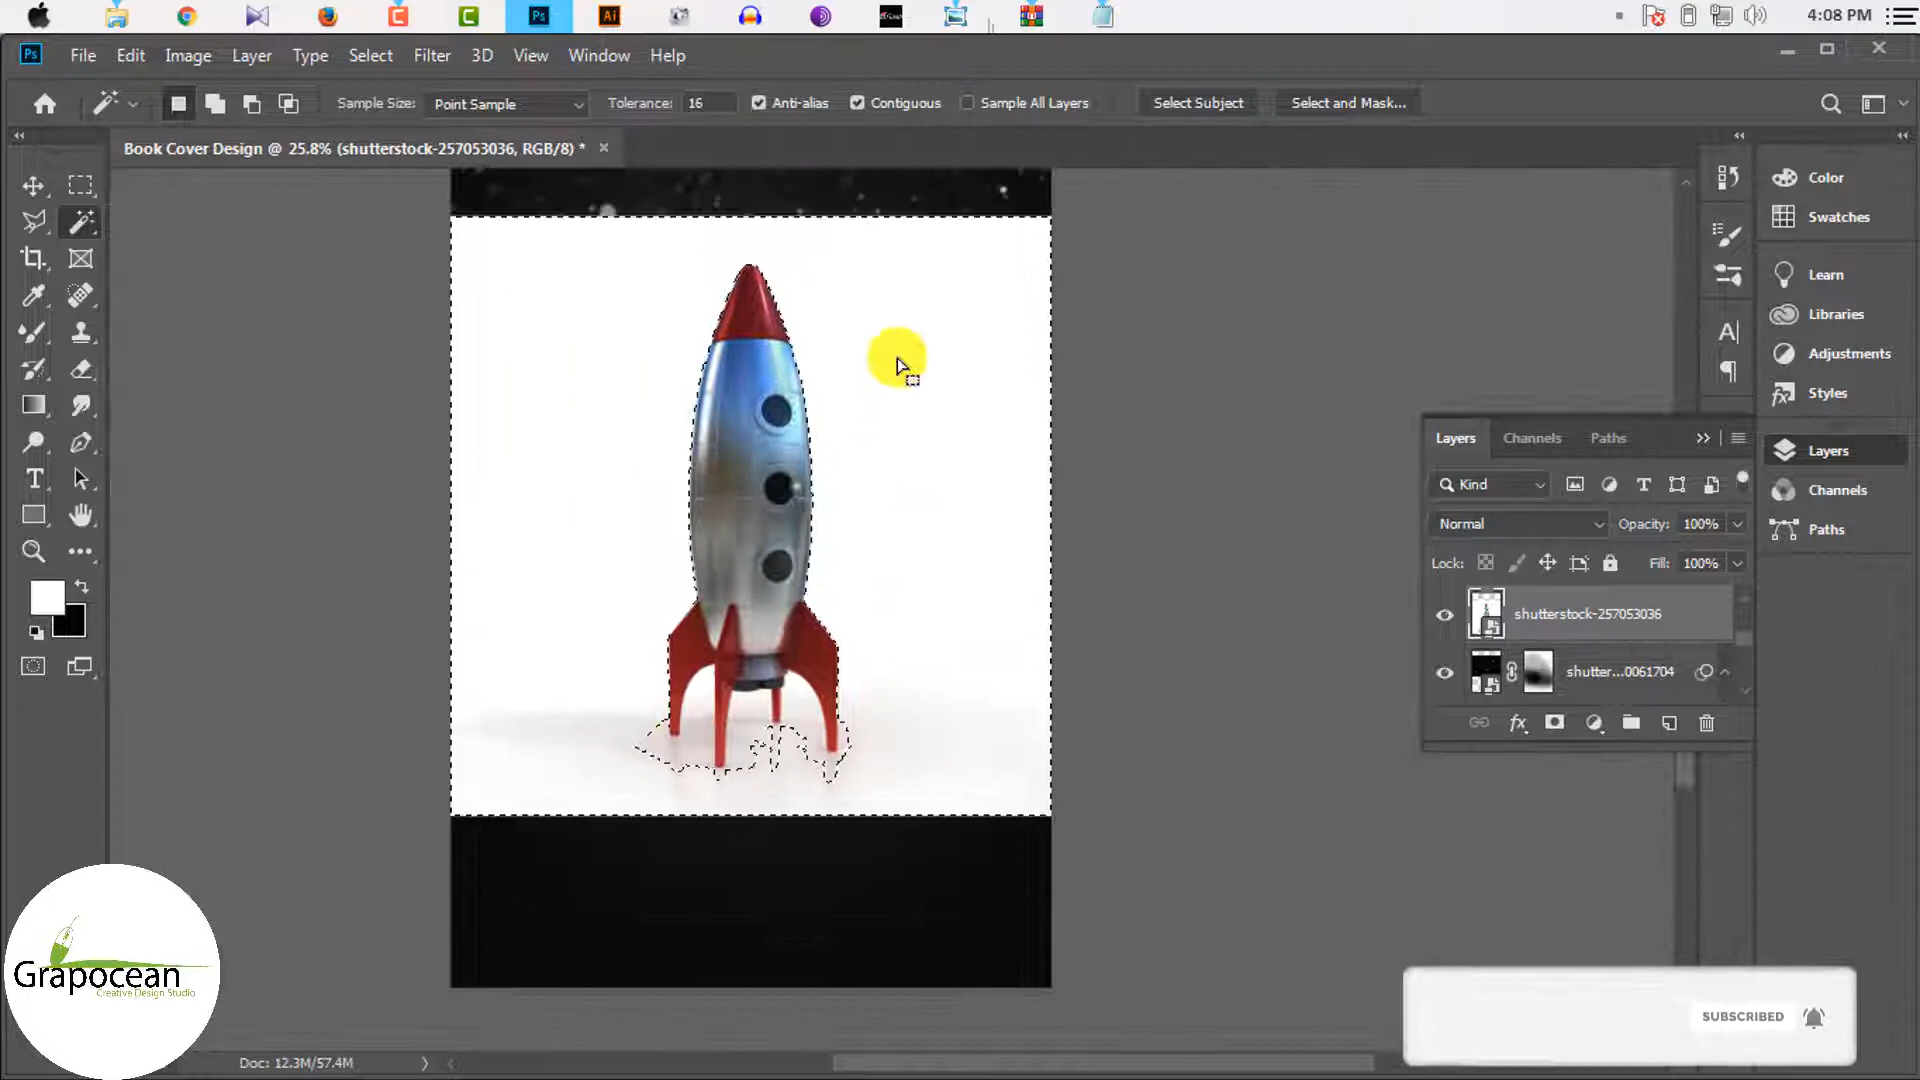 4:08 PM
Ps
File Edit Image Layer Type Select Filter 3D View Window Help
Sample Size: Point Sample Tolerance: 16 Anti-alias Contiguous Sample All Layers Select Subject Select and Mask...
Book Cover Design @ 25.8% (shutterstock-257053036, RGB/8) *
Color
Swatches
Learn
Libraries
Adjustments
Styles
Layers
Channels
Paths
Layers Channels Paths
Kind
Normal Opacity: 100%
Lock: Fill: 100%
shutterstock-257053036
shutter...0061704
Grapocean
Creative Design Studio
SUBSCRIBED
Doc: 12.3M/57.4M